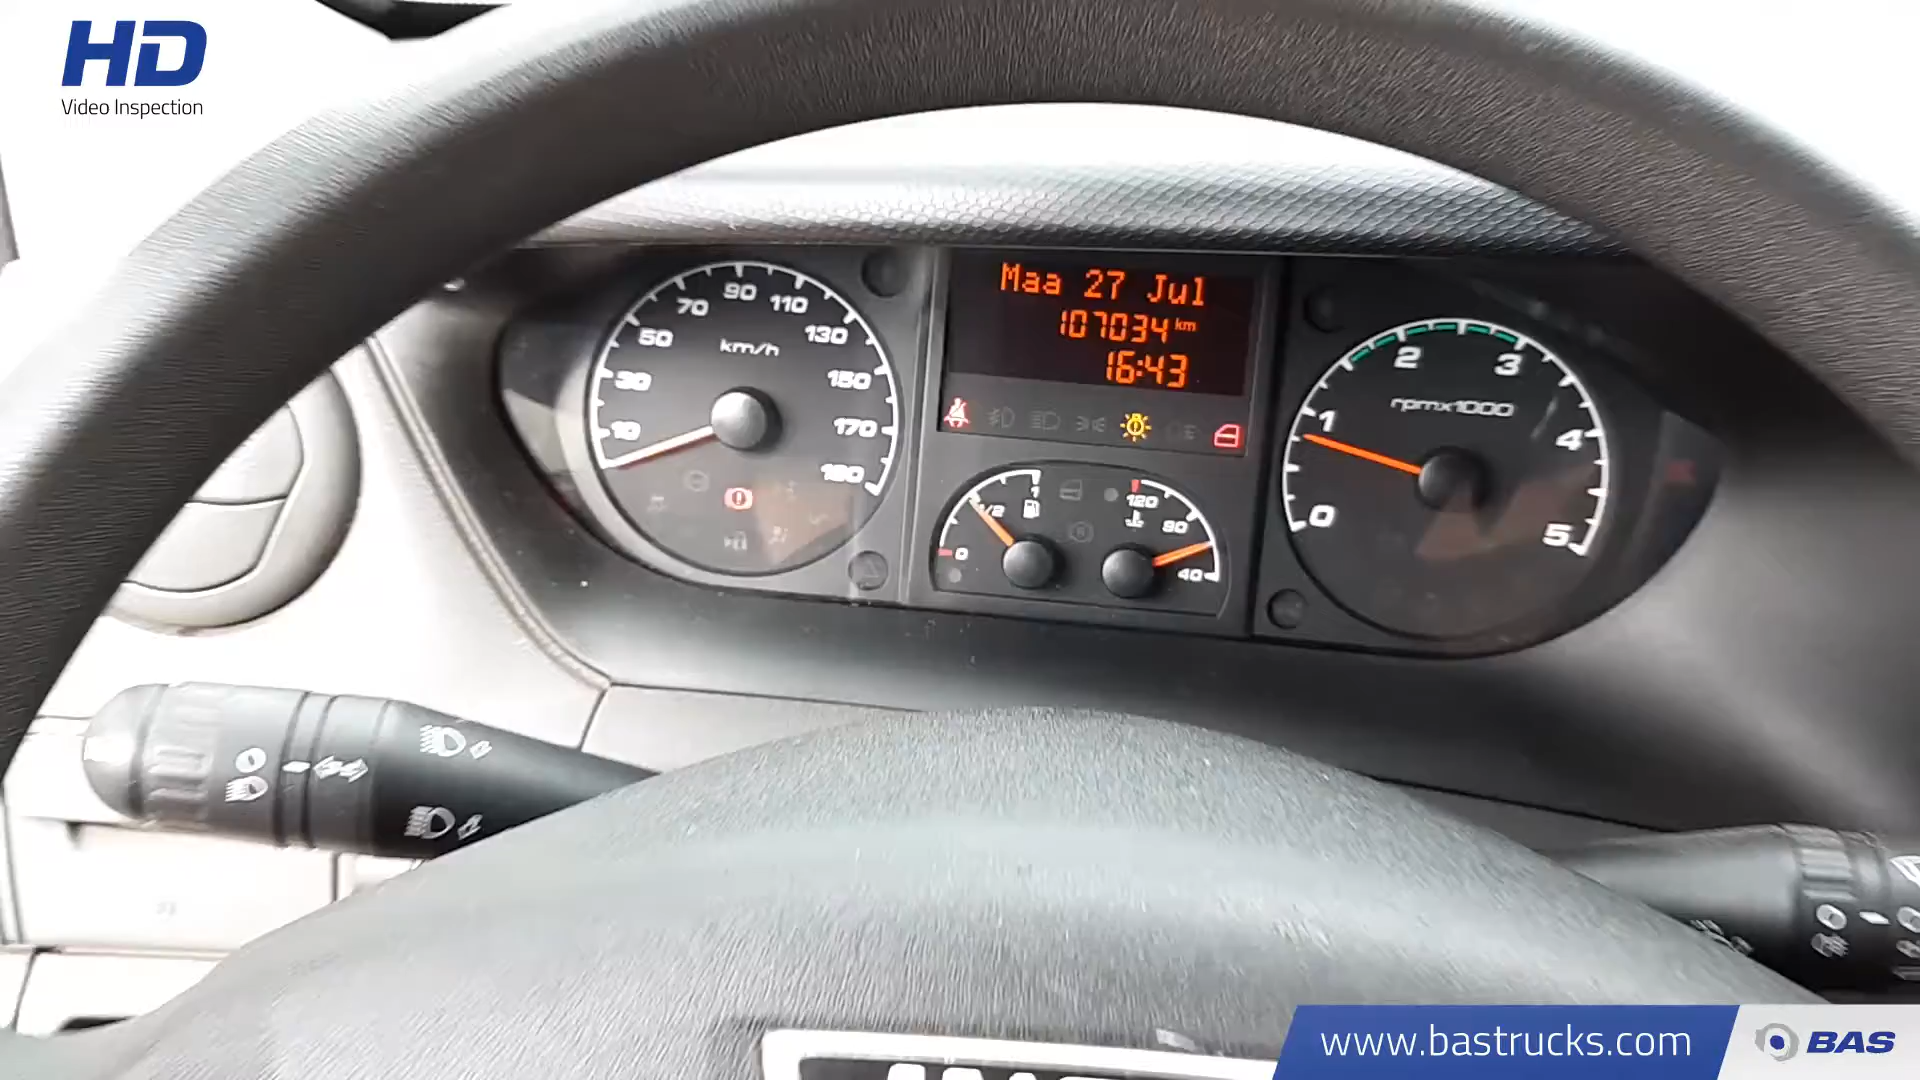 HD
Video Inspection
Maa 27 Jul
107034 km
16:43
10
30
50
70
90
110
130
150
170
190
km/h
0
1/2
1
120
80
40
0
1
2
3
4
5
rpmx1000
www.bastrucks.com
BAS